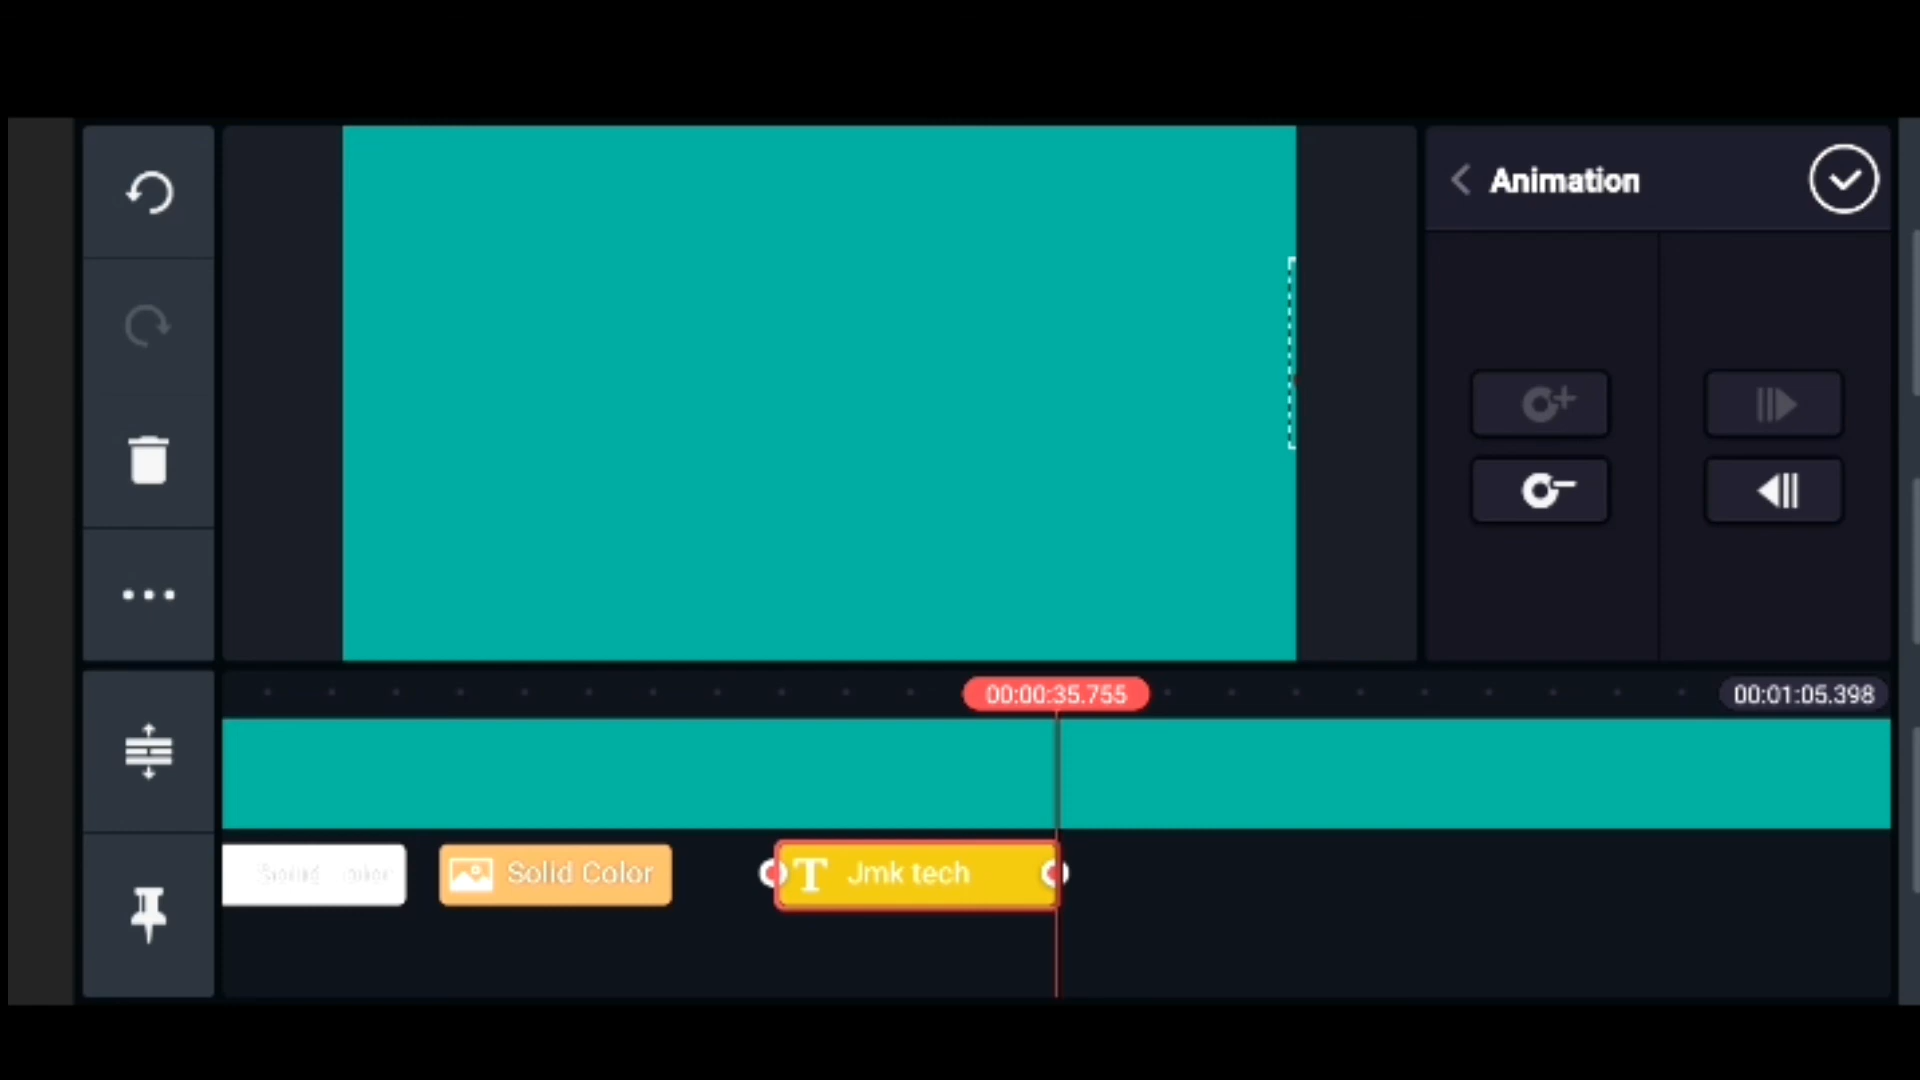 Animation
00:00:35.755
00:01:05.398
Solid Color
T Jmk tech